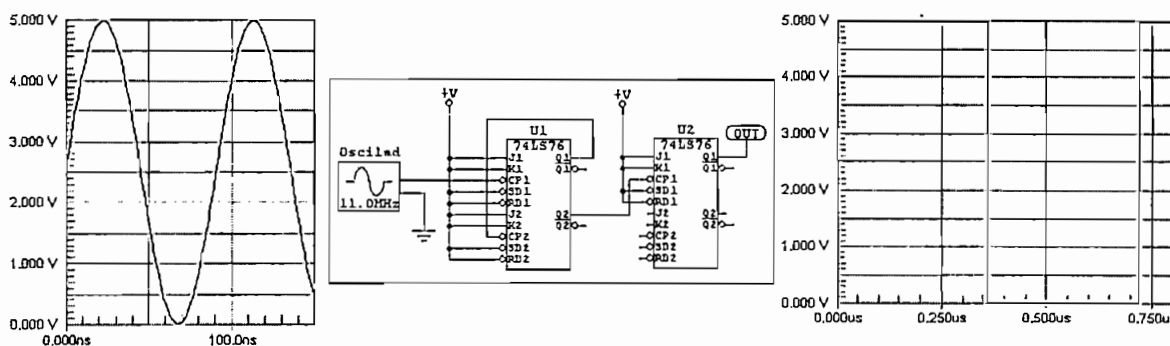 5.000 V
4.000 V
3.000 V
2.000 V
1.000 V
0.000 V
0.000ns
100.0ns
+V
+V
Oscilad
11.0MHz
U1
74LS76
J1
K1
CP1
SD1
RD1
J2
K2
CP2
SD2
RD2
Q1
Q1
Q2
Q2
U2
74LS76
J1
K1
CP1
SD1
RD1
J2
K2
CP2
SD2
RD2
Q1
Q1
Q2
Q2
OUT
5.000 V
4.000 V
3.000 V
2.000 V
1.000 V
0.000 V
0.000us
0.250us
0.500us
0.750u